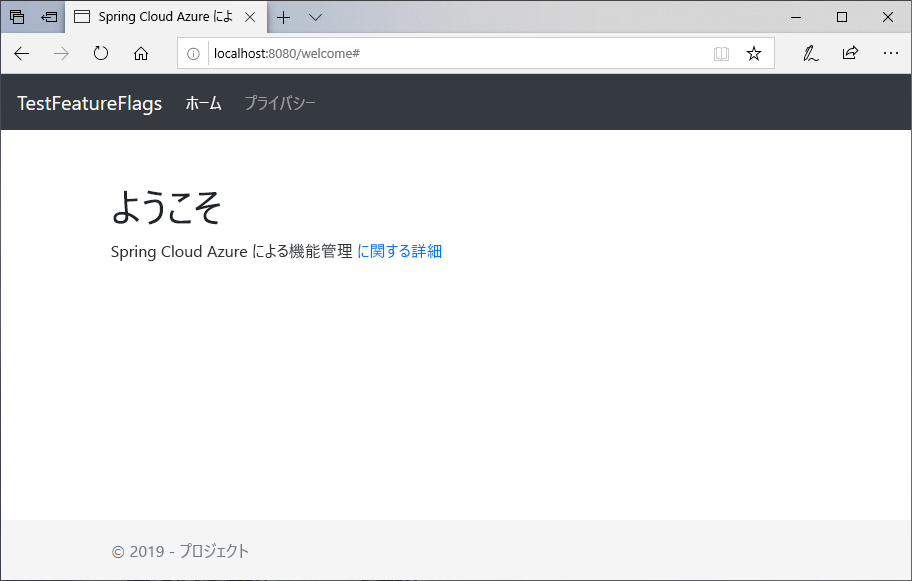 Spring Cloud Azure によ
localhost:8080/welcome#
TestFeatureFlags ホーム プライバシー
ようこそ
Spring Cloud Azure による機能管理 に関する詳細
© 2019 - プロジェクト